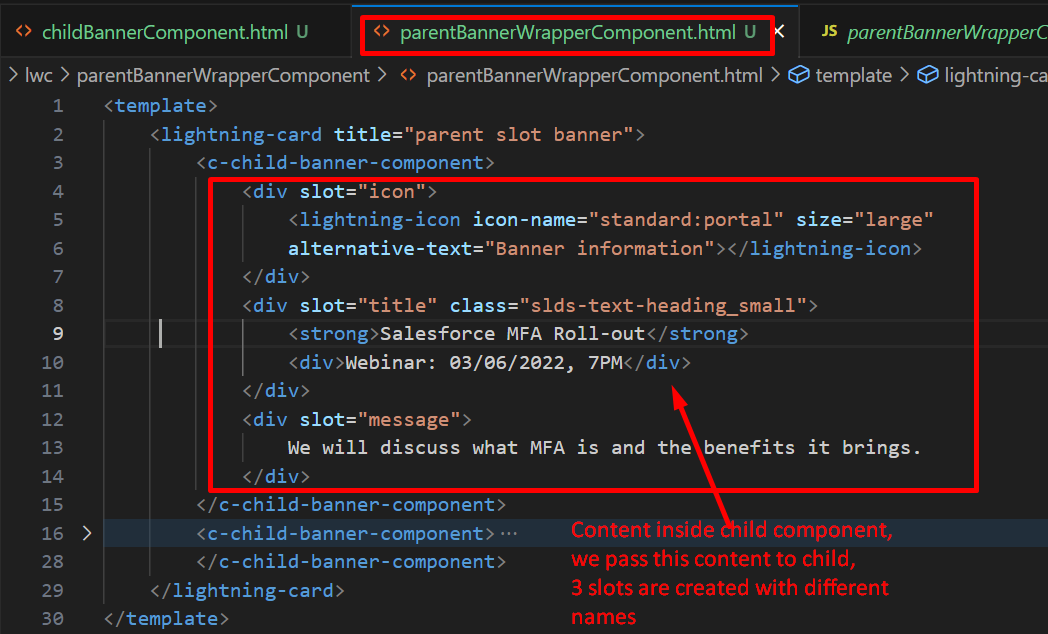 childBannerComponent.html U
parentBannerWrapperComponent.html U
JS parentBannerWrapperC
lwc > parentBannerWrapperComponent > parentBannerWrapperComponent.html > template > lightning-ca
1 <template>
2 <lightning-card title="parent slot banner">
3 <c-child-banner-component>
4 <div slot="icon">
5 <lightning-icon icon-name="standard:portal" size="large"
6 alternative-text="Banner information"></lightning-icon>
7 </div>
8 <div slot="title" class="slds-text-heading_small">
9 <strong>Salesforce MFA Roll-out</strong>
10 <div>Webinar: 03/06/2022, 7PM</div>
11 </div>
12 <div slot="message">
13 We will discuss what MFA is and the benefits it brings.
14 </div>
15 </c-child-banner-component>
16 <c-child-banner-component>…
28 </c-child-banner-component>
29 </lightning-card>
30 </template>
Content inside child component,
we pass this content to child,
3 slots are created with different
names